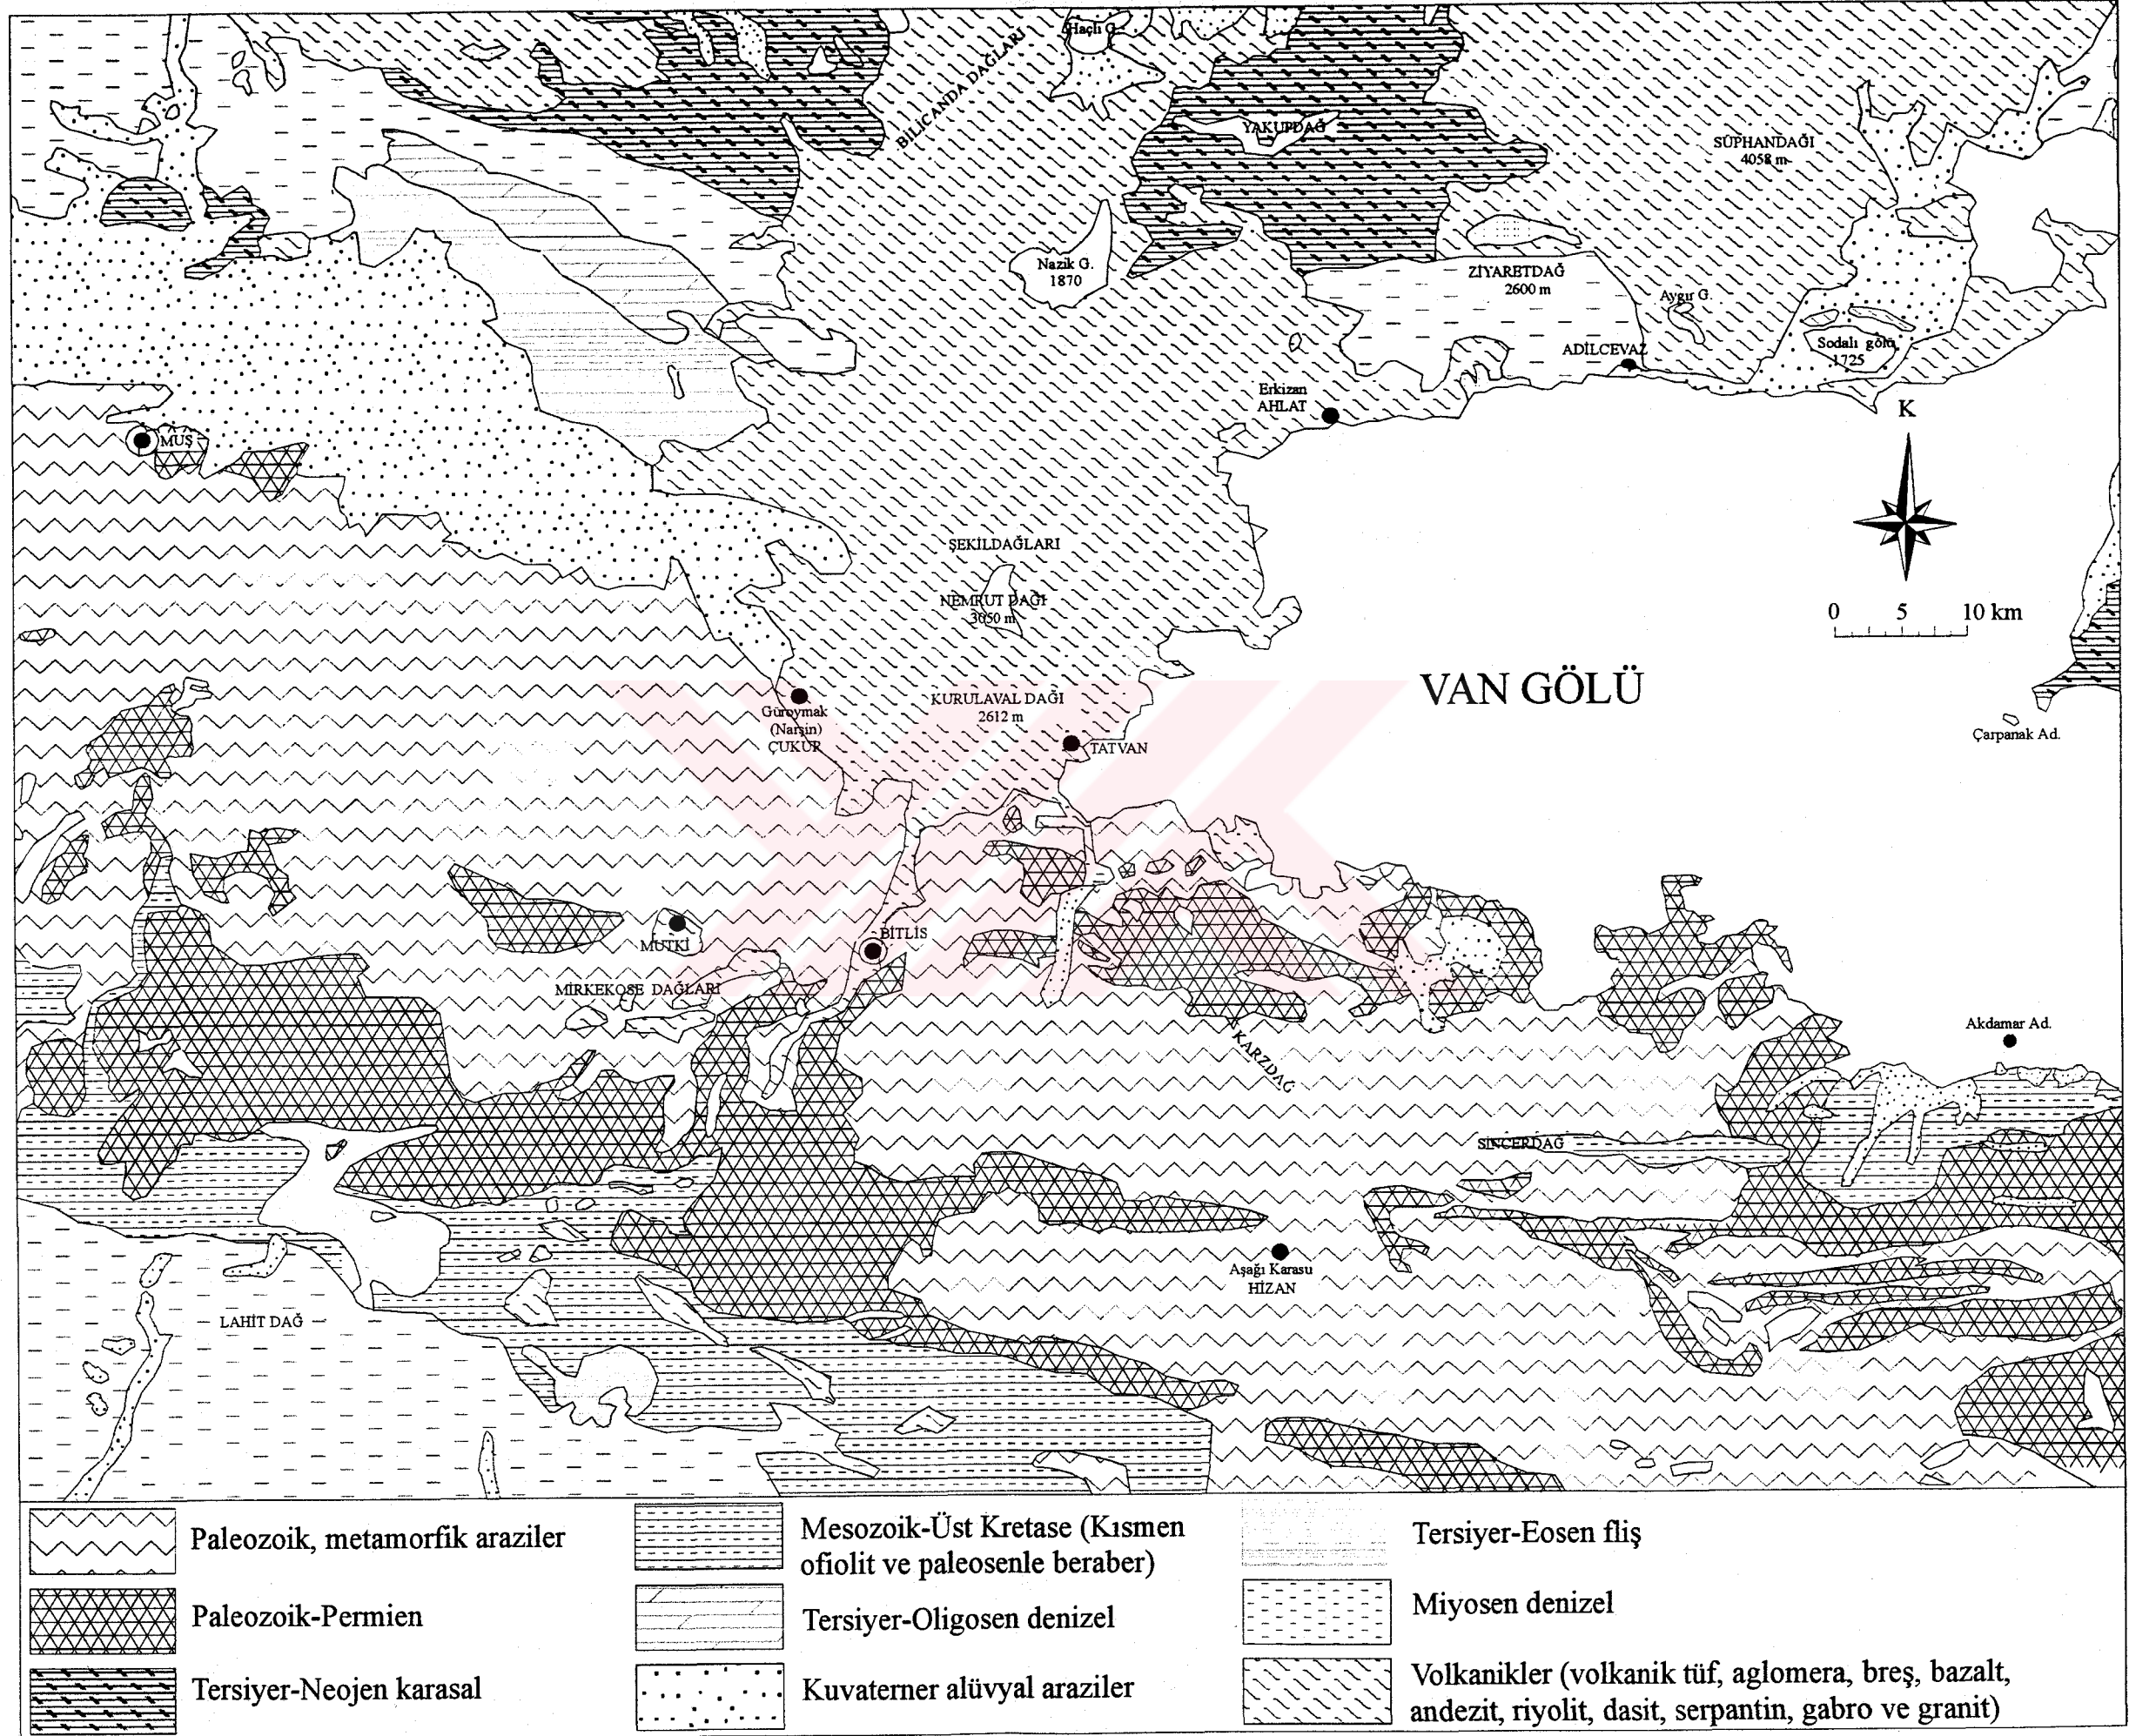 Haçlı G.
BİLİCANDA DAĞLARI
YAKUPDAĞ
SÜPHANDAĞI
4058 m
Nazik G.
1870
ZİYARETDAĞ
2600 m
Aygır G.
Sodalı gölü
1725
ADİLCEVAZ
Erkizan
AHLAT
K
MUŞ
ŞEKİLDAĞLARI
NEMRUT DAĞI
3050 m
0 5 10 km
VAN GÖLÜ
KURULAVAL DAĞI
2612 m
Güroymak
(Narşin)
ÇUKUR
TATVAN
Çarpanak Ad.
BİTLİS
MUTKİ
MİRKEKOSE DAĞLARI
Akdamar Ad.
KARZDAĞ
SİNCERDAĞ
Aşağı Karasu
HİZAN
LAHİT DAĞ
Paleozoik, metamorfik araziler
Paleozoik-Permien
Tersiyer-Neojen karasal
Mesozoik-Üst Kretase (Kısmen
ofiolit ve paleosenle beraber)
Tersiyer-Oligosen denizel
Kuvaterner alüvyal araziler
Tersiyer-Eosen fliş
Miyosen denizel
Volkanikler (volkanik tüf, aglomera, breş, bazalt,
andezit, riyolit, dasit, serpantin, gabro ve granit)